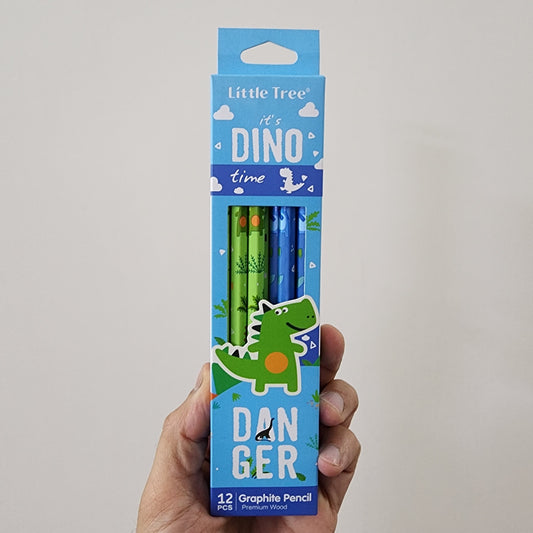 Little Tree®
it's
DINO
time
DAN
GER
12 PCS
Graphite Pencil
Premium Wood